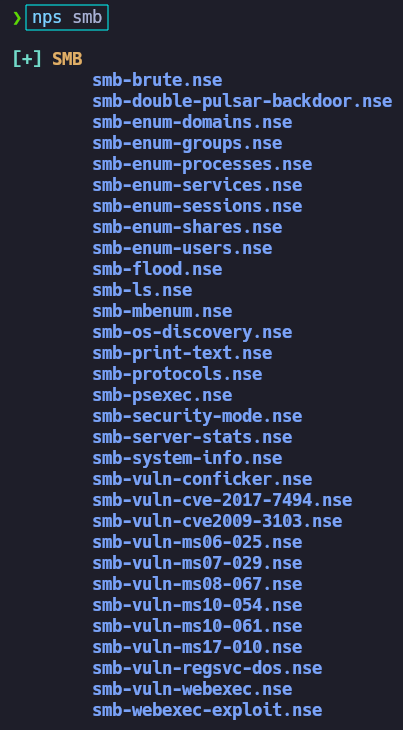 ❯ nps smb
[+] SMB
smb-brute.nse
smb-double-pulsar-backdoor.nse
smb-enum-domains.nse
smb-enum-groups.nse
smb-enum-processes.nse
smb-enum-services.nse
smb-enum-sessions.nse
smb-enum-shares.nse
smb-enum-users.nse
smb-flood.nse
smb-ls.nse
smb-mbenum.nse
smb-os-discovery.nse
smb-print-text.nse
smb-protocols.nse
smb-psexec.nse
smb-security-mode.nse
smb-server-stats.nse
smb-system-info.nse
smb-vuln-conficker.nse
smb-vuln-cve-2017-7494.nse
smb-vuln-cve2009-3103.nse
smb-vuln-ms06-025.nse
smb-vuln-ms07-029.nse
smb-vuln-ms08-067.nse
smb-vuln-ms10-054.nse
smb-vuln-ms10-061.nse
smb-vuln-ms17-010.nse
smb-vuln-regsvc-dos.nse
smb-vuln-webexec.nse
smb-webexec-exploit.nse